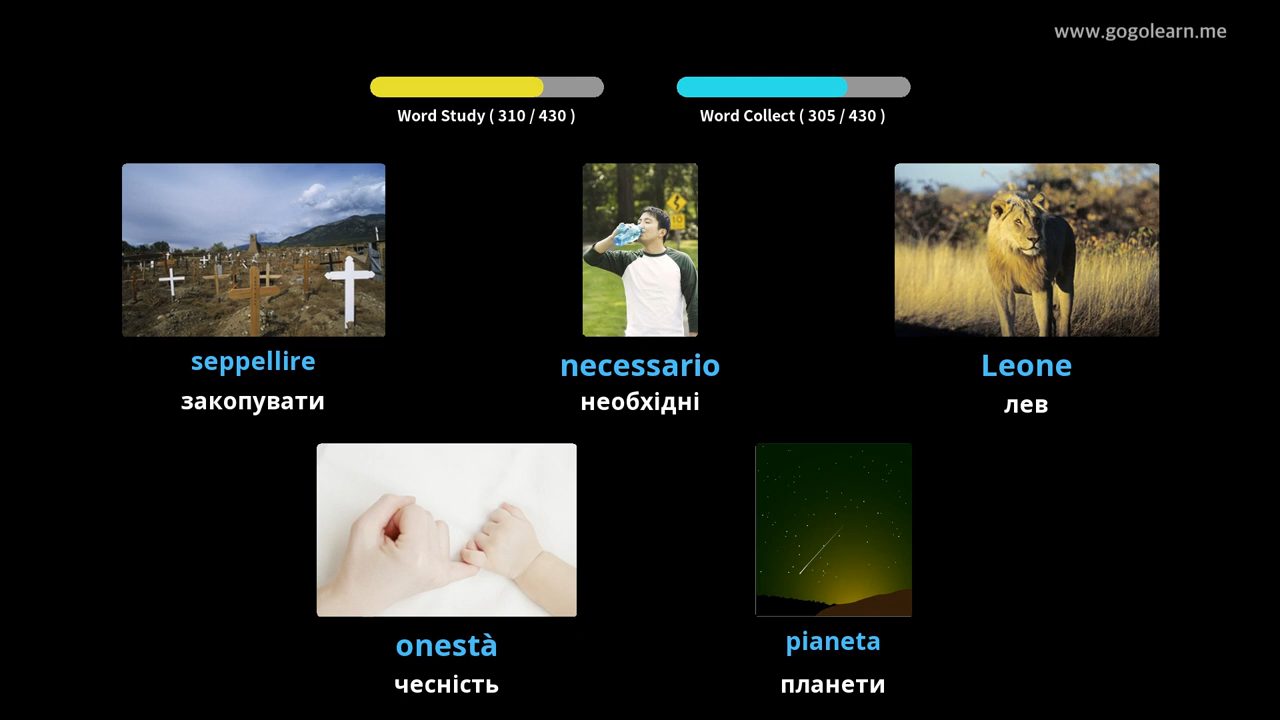 www.gogolearn.me
Word Study ( 310 / 430 )
Word Collect ( 305 / 430 )
seppellire
закопувати
necessario
необхідні
Leone
лев
onestà
чесність
pianeta
планети